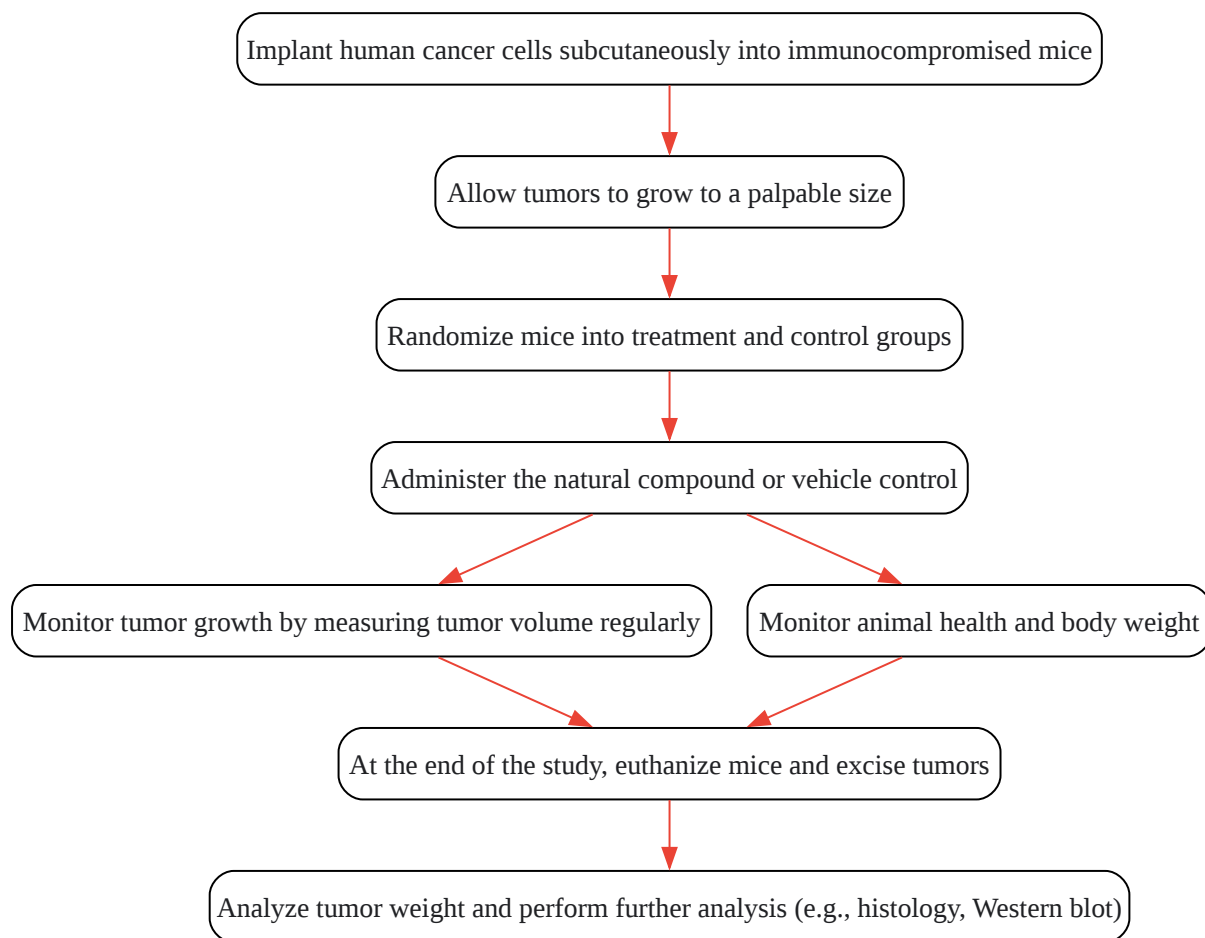 Implant human cancer cells subcutaneously into immunocompromised mice
Allow tumors to grow to a palpable size
Randomize mice into treatment and control groups
Administer the natural compound or vehicle control
Monitor tumor growth by measuring tumor volume regularly
Monitor animal health and body weight
At the end of the study, euthanize mice and excise tumors
Analyze tumor weight and perform further analysis (e.g., histology, Western blot)